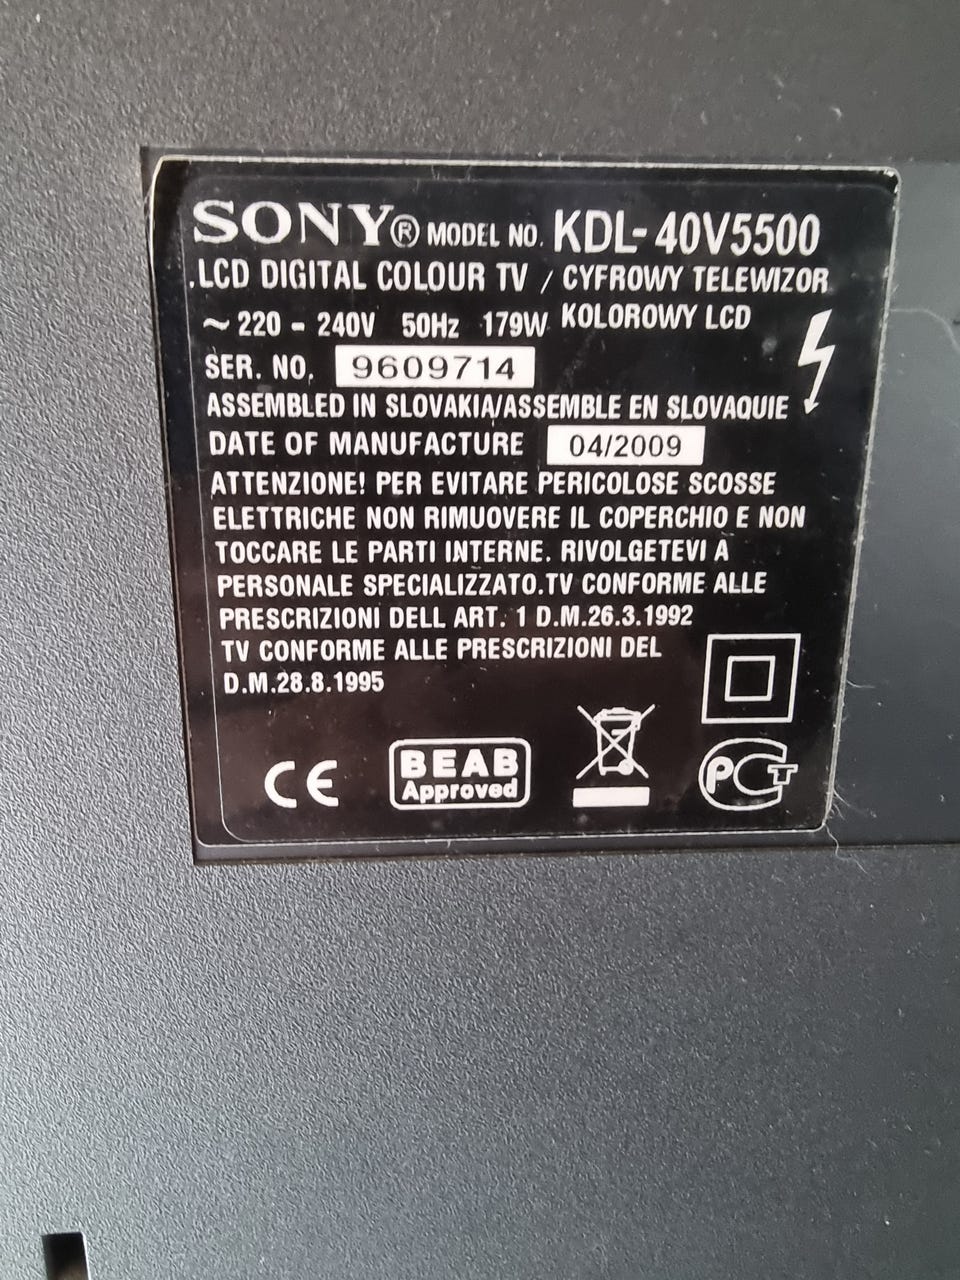 SONY® MODEL NO. KDL-40V5500
LCD DIGITAL COLOUR TV / CYFROWY TELEWIZOR
~ 220 - 240V 50Hz 179W KOLOROWY LCD
SER. NO. 9609714
ASSEMBLED IN SLOVAKIA/ASSEMBLE EN SLOVAQUIE
DATE OF MANUFACTURE 04/2009
ATTENZIONE! PER EVITARE PERICOLOSE SCOSSE
ELETTRICHE NON RIMUOVERE IL COPERCHIO E NON
TOCCARE LE PARTI INTERNE. RIVOLGETEVI A
PERSONALE SPECIALIZZATO.TV CONFORME ALLE
PRESCRIZIONI DELL ART. 1 D.M.26.3.1992
TV CONFORME ALLE PRESCRIZIONI DEL
D.M.28.8.1995
CE
BEAB
Approved
PCT